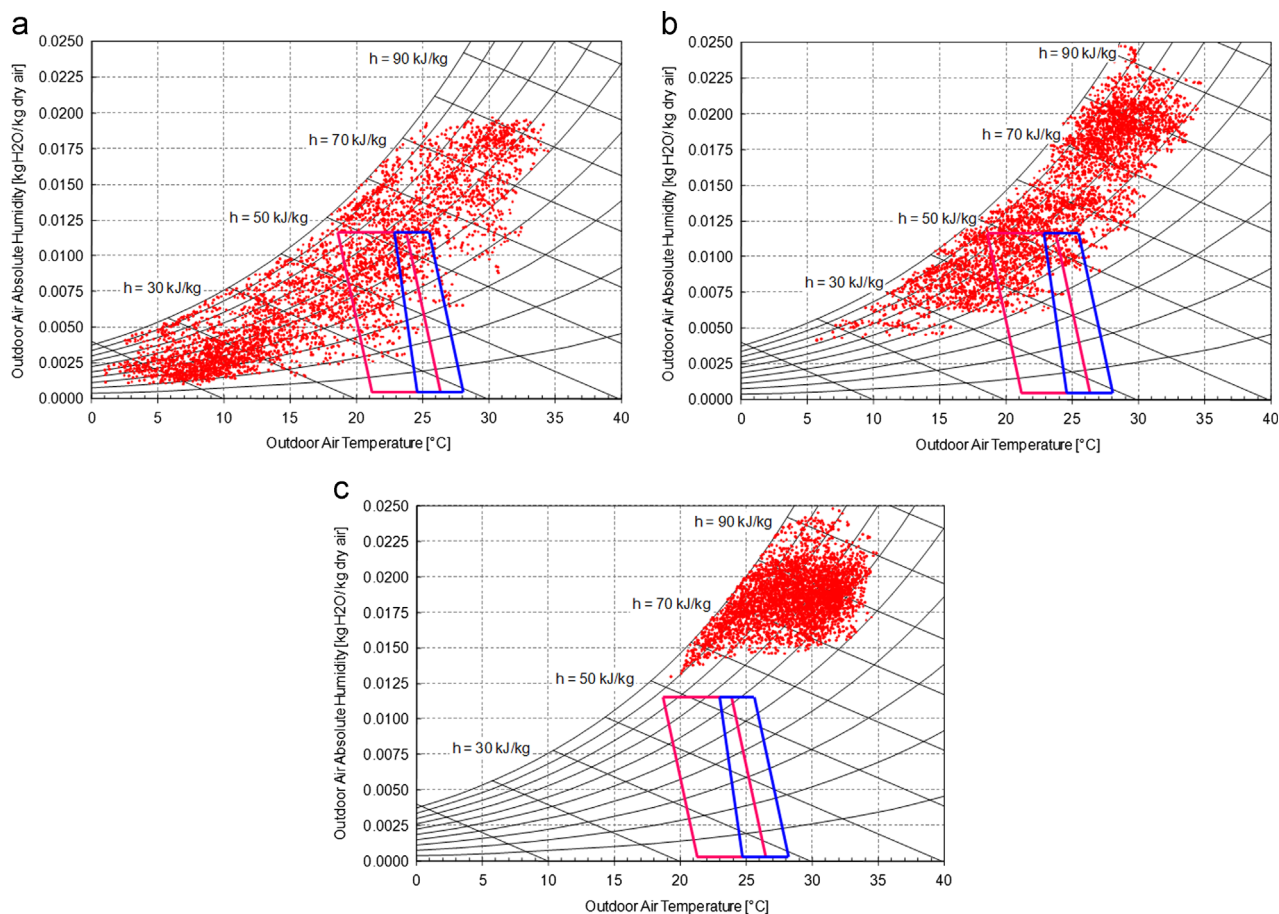 a
0.0250
0.0225
0.0200
0.0175
0.0150
0.0125
0.0100
0.0075
0.0050
0.0025
0.0000
Outdoor Air Absolute Humidity [kgH2O/kg dry air]
h = 90 kJ/kg
h = 70 kJ/kg
h = 50 kJ/kg
h = 30 kJ/kg
0 5 10 15 20 25 30 35 40
Outdoor Air Temperature [°C]
b
0.0250
0.0225
0.0200
0.0175
0.0150
0.0125
0.0100
0.0075
0.0050
0.0025
0.0000
Outdoor Air Absolute Humidity [kgH2O/kg dry air]
h = 90 kJ/kg
h = 70 kJ/kg
h = 50 kJ/kg
h = 30 kJ/kg
0 5 10 15 20 25 30 35 40
Outdoor Air Temperature [°C]
c
0.0250
0.0225
0.0200
0.0175
0.0150
0.0125
0.0100
0.0075
0.0050
0.0025
0.0000
Outdoor Air Absolute Humidity [kgH2O/kg dry air]
h = 90 kJ/kg
h = 70 kJ/kg
h = 50 kJ/kg
h = 30 kJ/kg
0 5 10 15 20 25 30 35 40
Outdoor Air Temperature [°C]